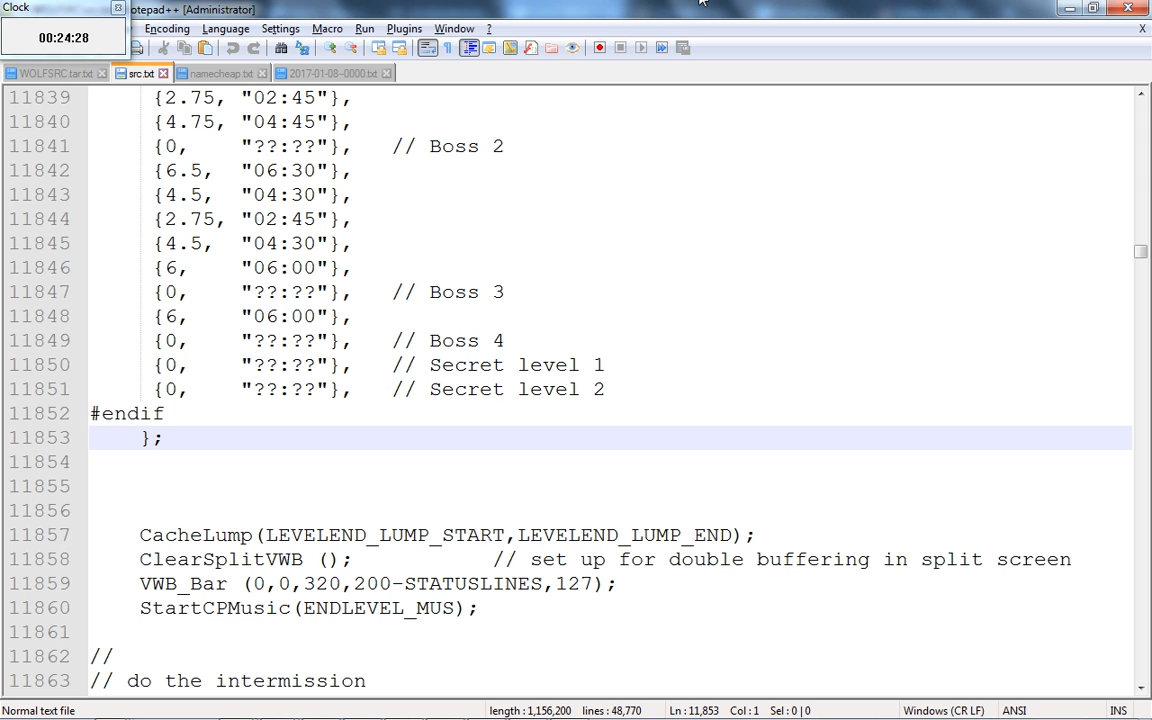 Clock
00:24:28
otepad++ [Administrator]
Encoding Language Settings Macro Run Plugins Window ? X
WOLFSRC.tar.txt src.txt namecheap.txt 2017-01-08--0000.txt
11839 {2.75, "02:45"},
11840 {4.75, "04:45"},
11841 {0, "??:??"}, // Boss 2
11842 {6.5, "06:30"},
11843 {4.5, "04:30"},
11844 {2.75, "02:45"},
11845 {4.5, "04:30"},
11846 {6, "06:00"},
11847 {0, "??:??"}, // Boss 3
11848 {6, "06:00"},
11849 {0, "??:??"}, // Boss 4
11850 {0, "??:??"}, // Secret level 1
11851 {0, "??:??"}, // Secret level 2
11852 #endif
11853 };
11854
11855
11856
11857 CacheLump(LEVELEND_LUMP_START,LEVELEND_LUMP_END);
11858 ClearSplitVWB (); // set up for double buffering in split screen
11859 VWB_Bar (0,0,320,200-STATUSLINES,127);
11860 StartCPMusic(ENDLEVEL_MUS);
11861
11862 //
11863 // do the intermission
Normal text file length : 1,156,200 lines : 48,770 Ln : 11,853 Col : 1 Sel : 0 | 0 Windows (CR LF) ANSI INS